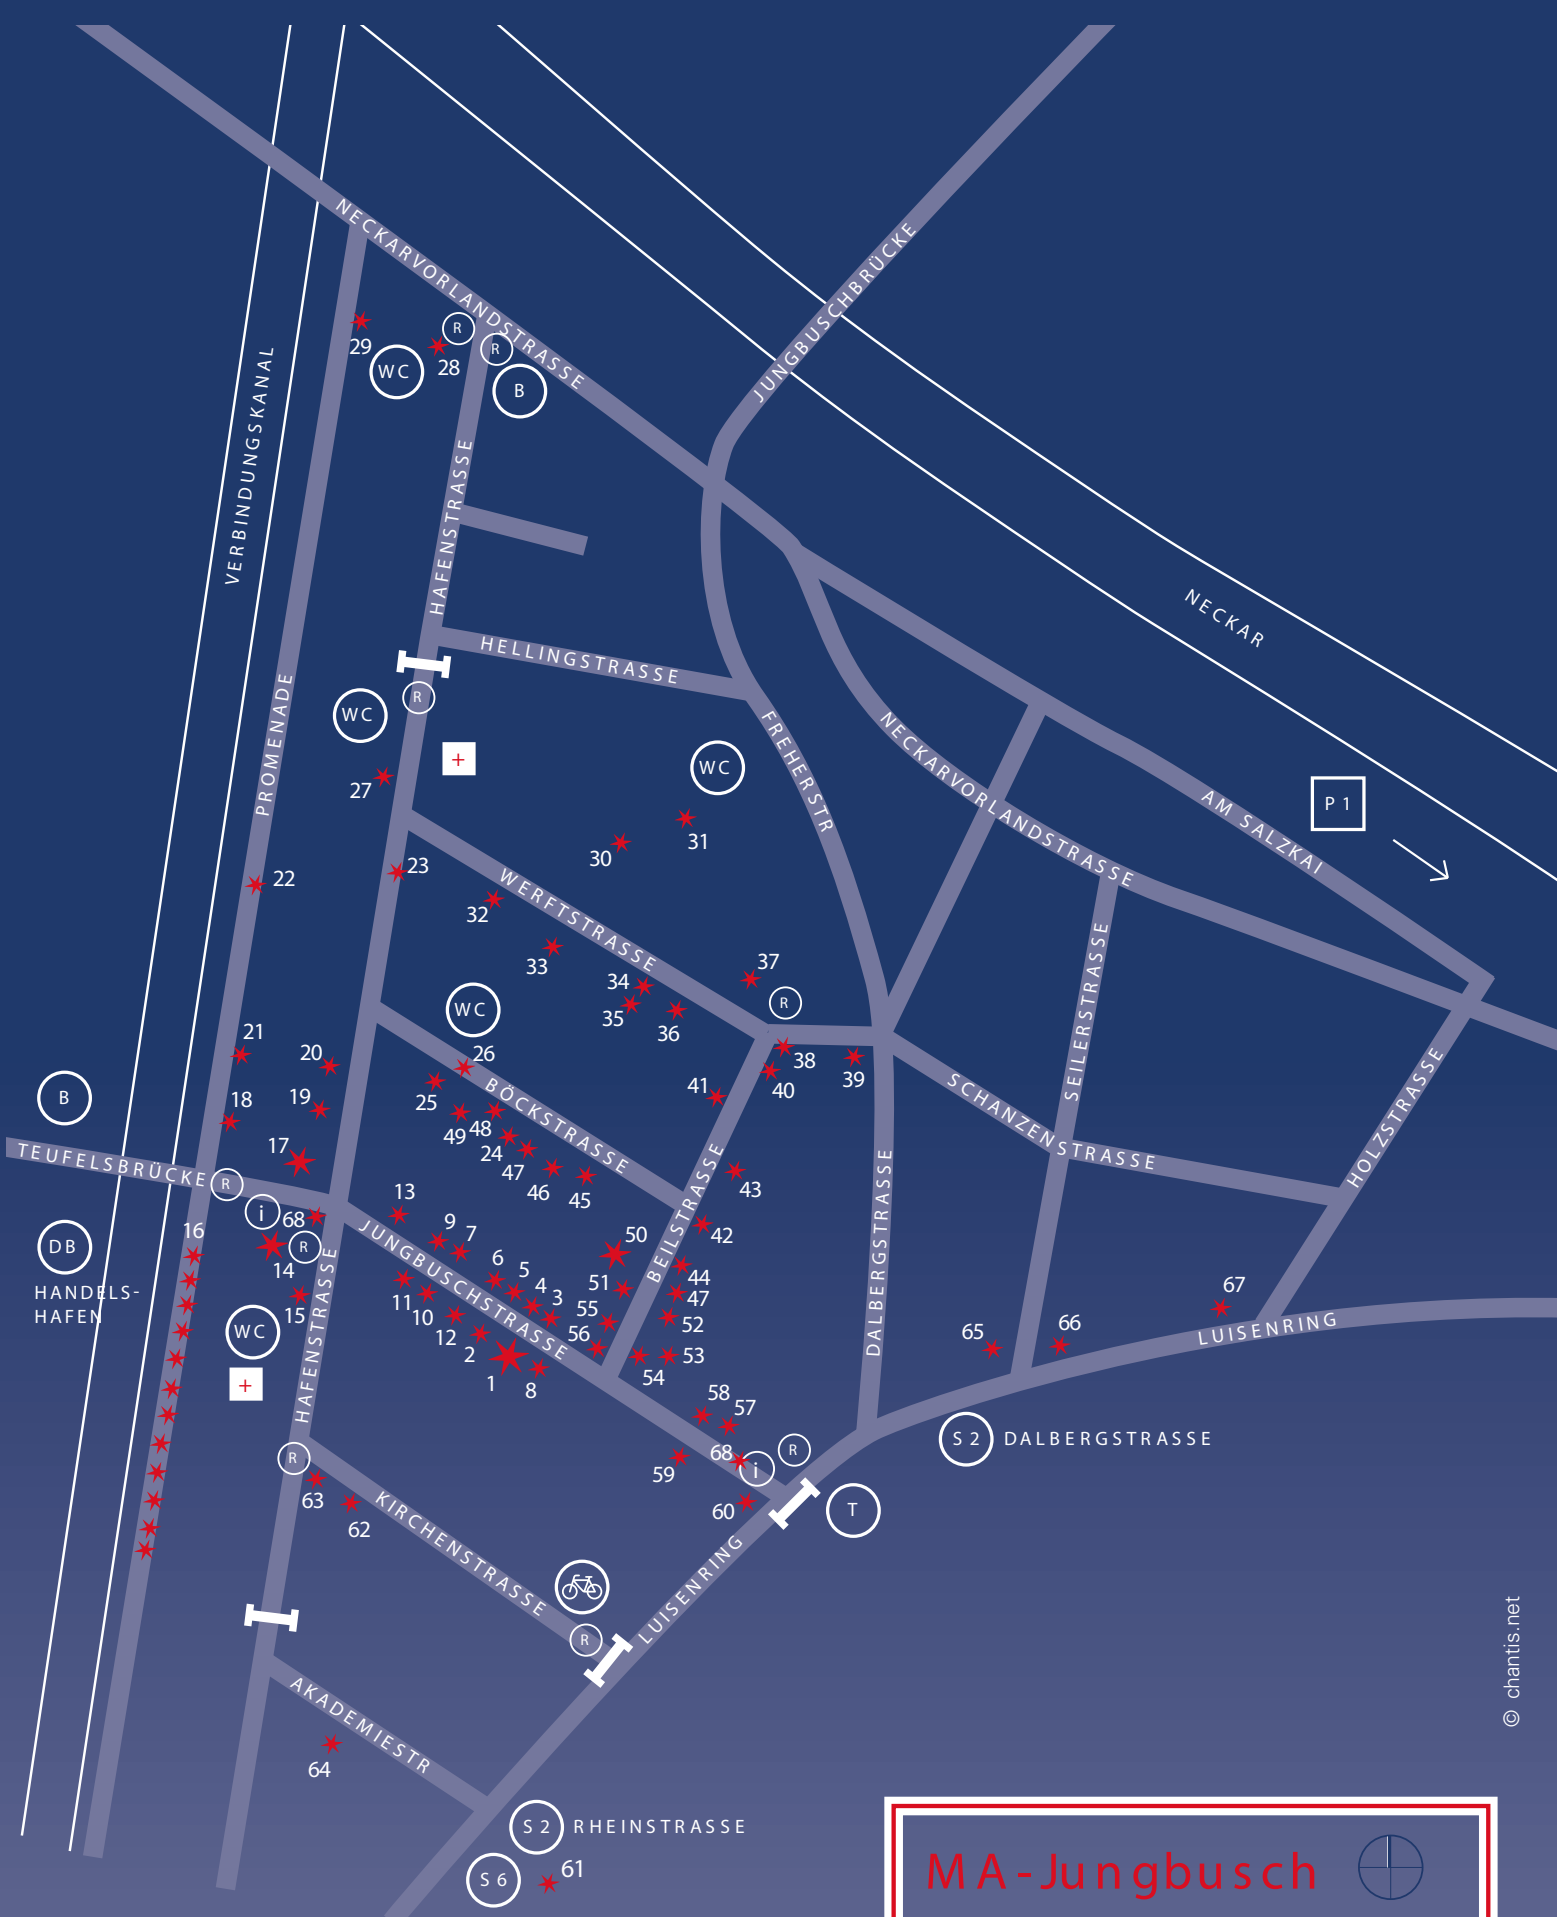 NECKARVORLANDSTRASSE
JUNGBUSCHBRÜCKE
29
WC
28
R
R
B
VERBINDUNGSKANAL
HAFENSTRASSE
NECKAR
HELLINGSTRASSE
PROMENADE
WC
R
+
27
WC
FREHERSTR
NECKARVORLANDSTRASSE
AM SALZKAI
P 1
30
31
22
23
32
WERFTSTRASSE
33
34
35
36
37
R
SEILERSTRASSE
WC
21
20
26
38
39
40
41
B
18
19
25
BÖCKSTRASSE
49
48
24
47
46
45
SCHANZENSTRASSE
HOLZSTRASSE
TEUFELSBRÜCKE
R
17
i
68
R
13
43
42
BEILSTRASSE
DALBERGSTRASSE
DB
HANDELS-
HAFEN
16
14
15
JUNGBUSCHSTRASSE
9
7
6
5
4
3
50
51
55
56
44
47
52
53
54
11
10
12
2
1
8
WC
+
HAFENSTRASSE
65
66
67
LUISENRING
58
57
68
i
R
59
60
T
S 2
DALBERGSTRASSE
R
63
62
KIRCHENSTRASSE
R
LUISENRING
AKADEMIESTR
64
S 2
RHEINSTRASSE
S 6
61
© chantis.net
MA-Jungbusch